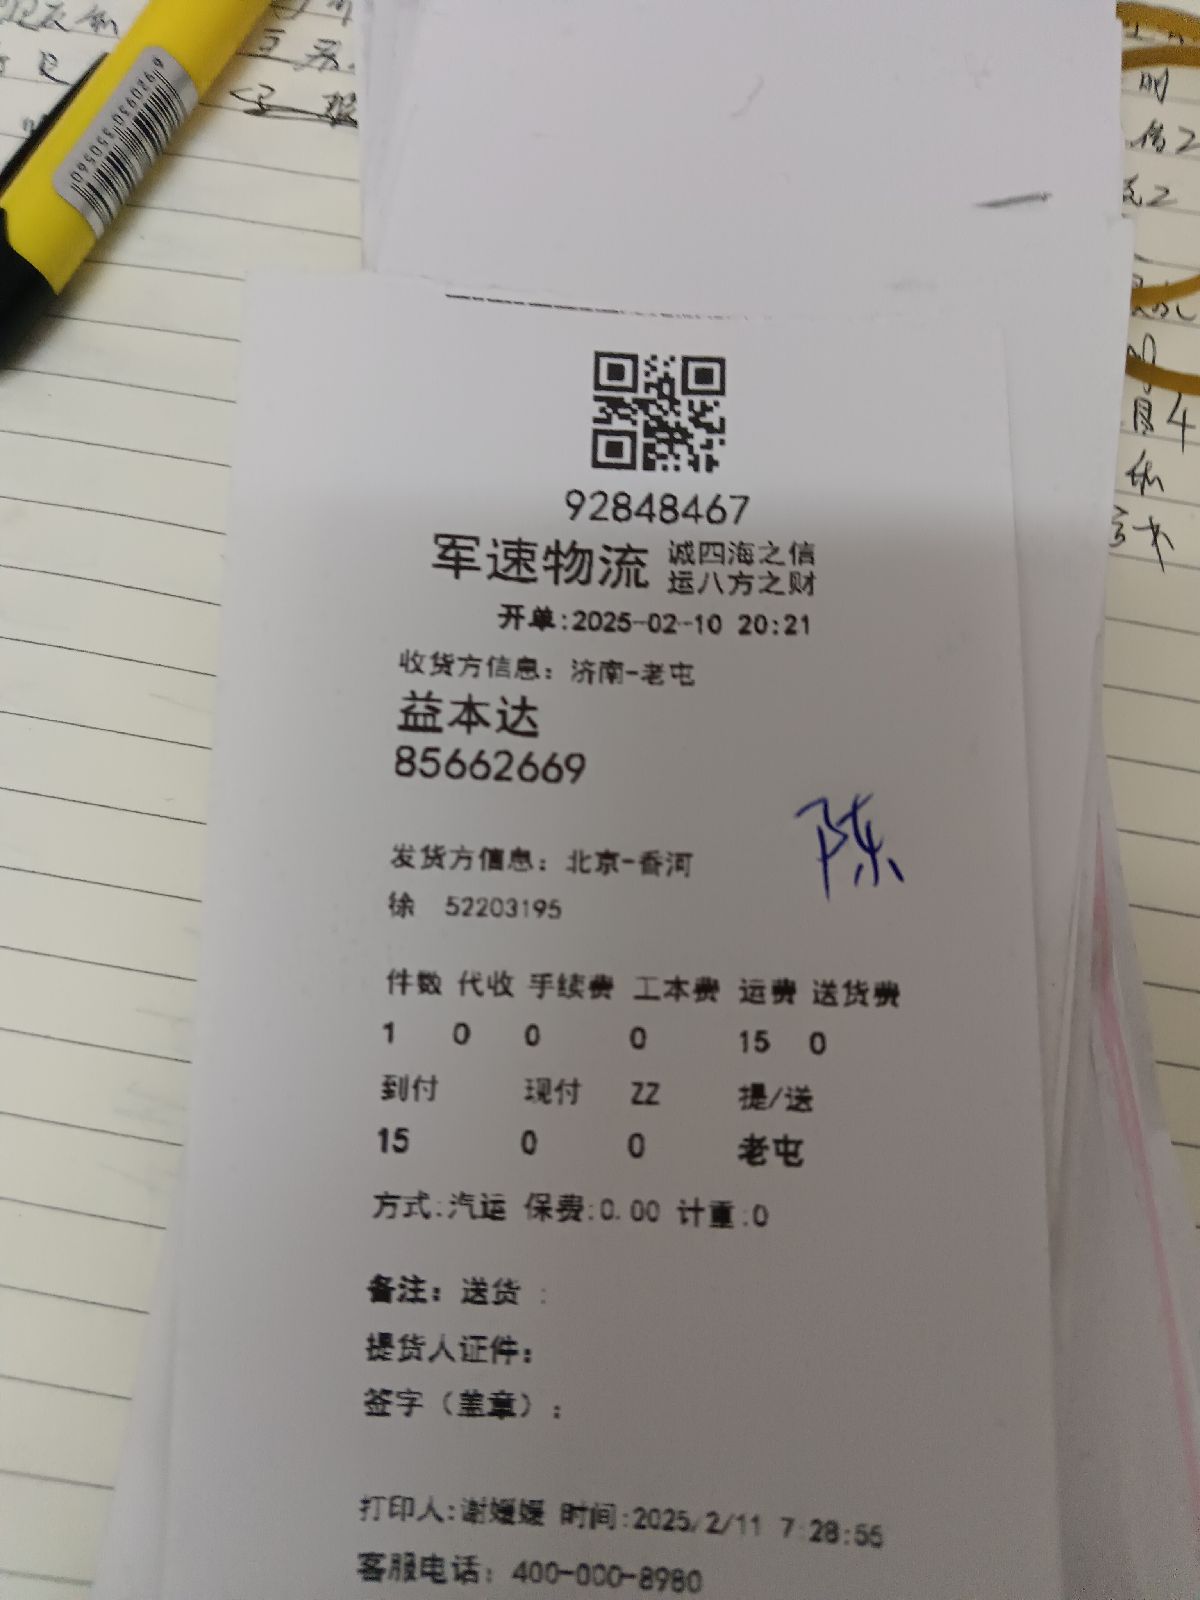 6920930350560
92848467
军速物流 诚四海之信
运八方之财
开单:2025-02-10 20:21
收货方信息: 济南-老屯
益本达
85662669
陈
发货方信息: 北京-香河
徐 52203195
件数 代收 手续费 工本费 运费 送货费
1 0 0 0 15 0
到付 现付 ZZ 提/送
15 0 0 老屯
方式:汽运 保费:0.00 计重:0
备注: 送货 :
提货人证件:
签字（盖章）:
打印人:谢媛媛 时间:2025/2/11 7:28:55
客服电话: 400-000-8980